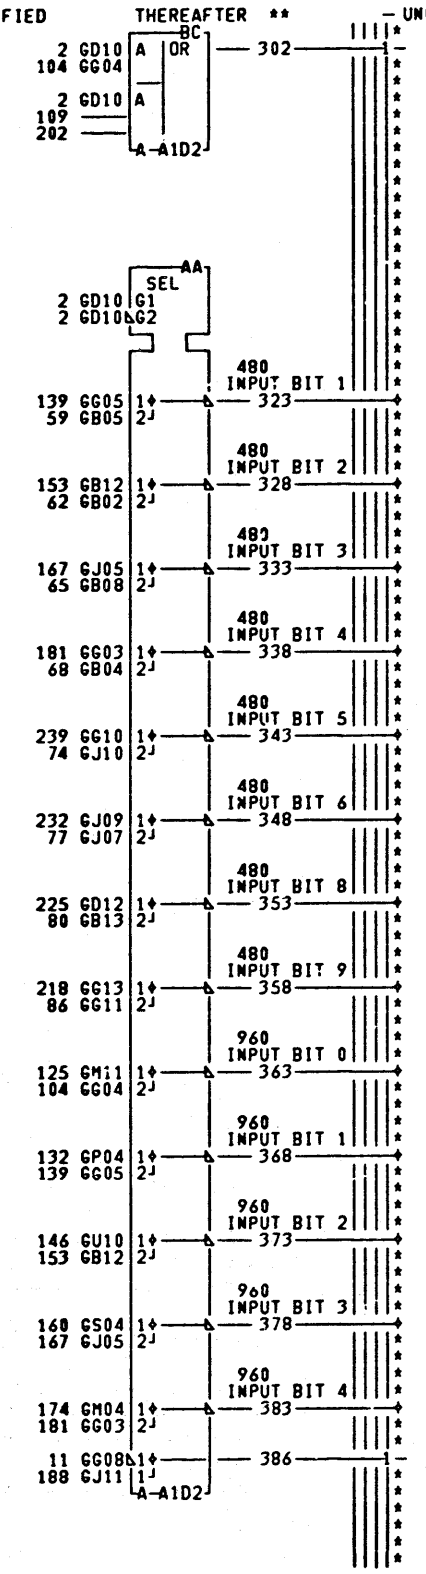 FIED THEREAFTER ** - UN
BC
2 GD10 A OR 302 1
104 GG04
2 GD10 A
109
202
A A1D2
AA
SEL
2 GD10 G1
2 GD10 G2
480
INPUT BIT 1
139 GG05 1 323
59 GB05 2
480
INPUT BIT 2
153 GB12 1 328
62 GB02 2
480
INPUT BIT 3
167 GJ05 1 333
65 GB08 2
480
INPUT BIT 4
181 GG03 1 338
68 GB04 2
480
INPUT BIT 5
239 GG10 1 343
74 GJ10 2
480
INPUT BIT 6
232 GJ09 1 348
77 GJ07 2
480
INPUT BIT 8
225 GD12 1 353
80 GB13 2
480
INPUT BIT 9
218 GG13 1 358
86 GG11 2
960
INPUT BIT 0
125 GM11 1 363
104 GG04 2
960
INPUT BIT 1
132 GP04 1 368
139 GG05 2
960
INPUT BIT 2
146 GU10 1 373
153 GB12 2
960
INPUT BIT 3
160 GS04 1 378
167 GJ05 2
960
INPUT BIT 4
174 GM04 1 383
181 GG03 2
11 GG08 1 386 1
188 GJ11 1
A A1D2